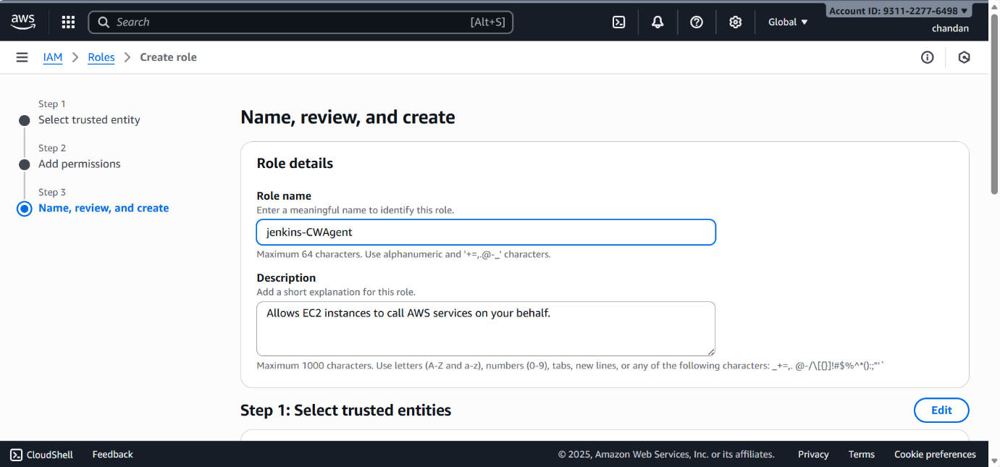 aws
Search [Alt+S]
Global ▼
Account ID: 9311-2277-6498 ▼
chandan
IAM > Roles > Create role
Step 1
Select trusted entity
Step 2
Add permissions
Step 3
Name, review, and create
Name, review, and create
Role details
Role name
Enter a meaningful name to identify this role.
jenkins-CWAgent
Maximum 64 characters. Use alphanumeric and '+=,.@-_' characters.
Description
Add a short explanation for this role.
Allows EC2 instances to call AWS services on your behalf.
Maximum 1000 characters. Use letters (A-Z and a-z), numbers (0-9), tabs, new lines, or any of the following characters: _+=,. @-/\[{}]!#$%^*();:"'`
Step 1: Select trusted entities
Edit
CloudShell
Feedback
© 2025, Amazon Web Services, Inc. or its affiliates.
Privacy
Terms
Cookie preferences